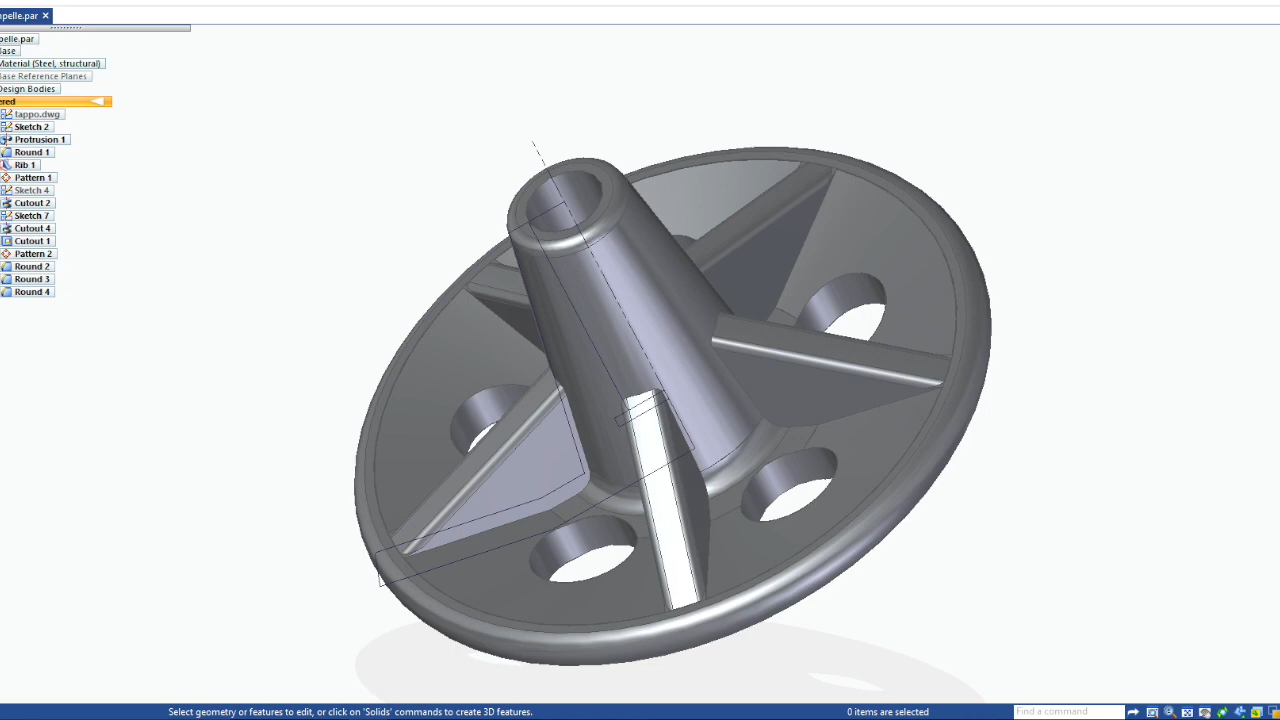 npelle.par
pelle.par
Base
Material (Steel, structural)
Base Reference Planes
Design Bodies
ered
tappo.dwg
Sketch 2
Protrusion 1
Round 1
Rib 1
Pattern 1
Sketch 4
Cutout 2
Sketch 7
Cutout 4
Cutout 1
Pattern 2
Round 2
Round 3
Round 4
Select geometry or features to edit, or click on 'Solids' commands to create 3D features.
0 items are selected
Find a command